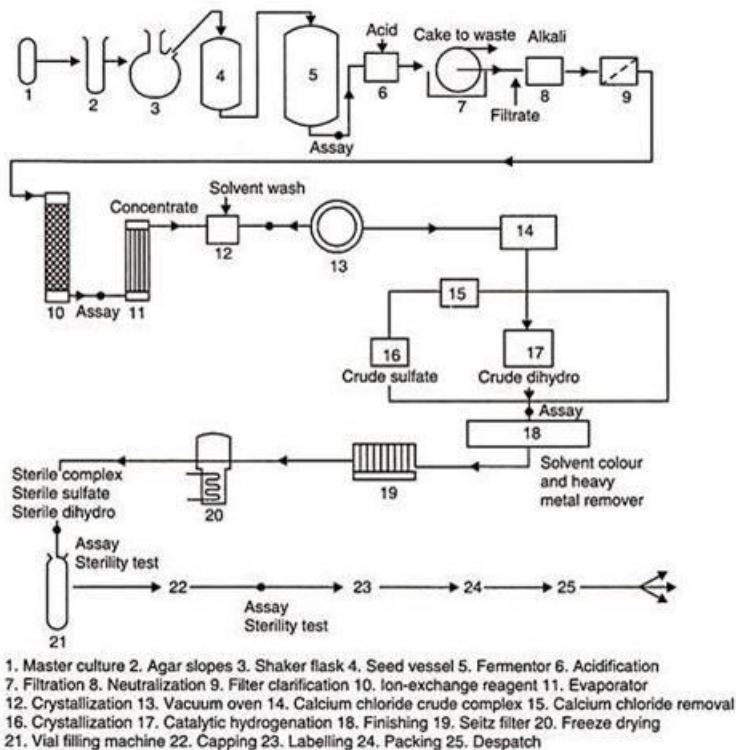 Acid
Cake to waste
Alkali
1
2
3
4
5
6
7
8
9
Filtrate
Assay
Solvent wash
Concentrate
12
13
14
10
Assay
11
15
16
17
Crude sulfate
Crude dihydro
Assay
18
Solvent colour
and heavy
metal remover
19
20
Sterile complex
Sterile sulfate
Sterile dihydro
Assay
Sterility test
21
22
23
24
25
Assay
Sterility test
1. Master culture 2. Agar slopes 3. Shaker flask 4. Seed vessel 5. Fermentor 6. Acidification
7. Filtration 8. Neutralization 9. Filter clarification 10. Ion-exchange reagent 11. Evaporator
12. Crystallization 13. Vacuum oven 14. Calcium chloride crude complex 15. Calcium chloride removal
16. Crystallization 17. Catalytic hydrogenation 18. Finishing 19. Seitz filter 20. Freeze drying
21. Vial filling machine 22. Capping 23. Labelling 24. Packing 25. Despatch